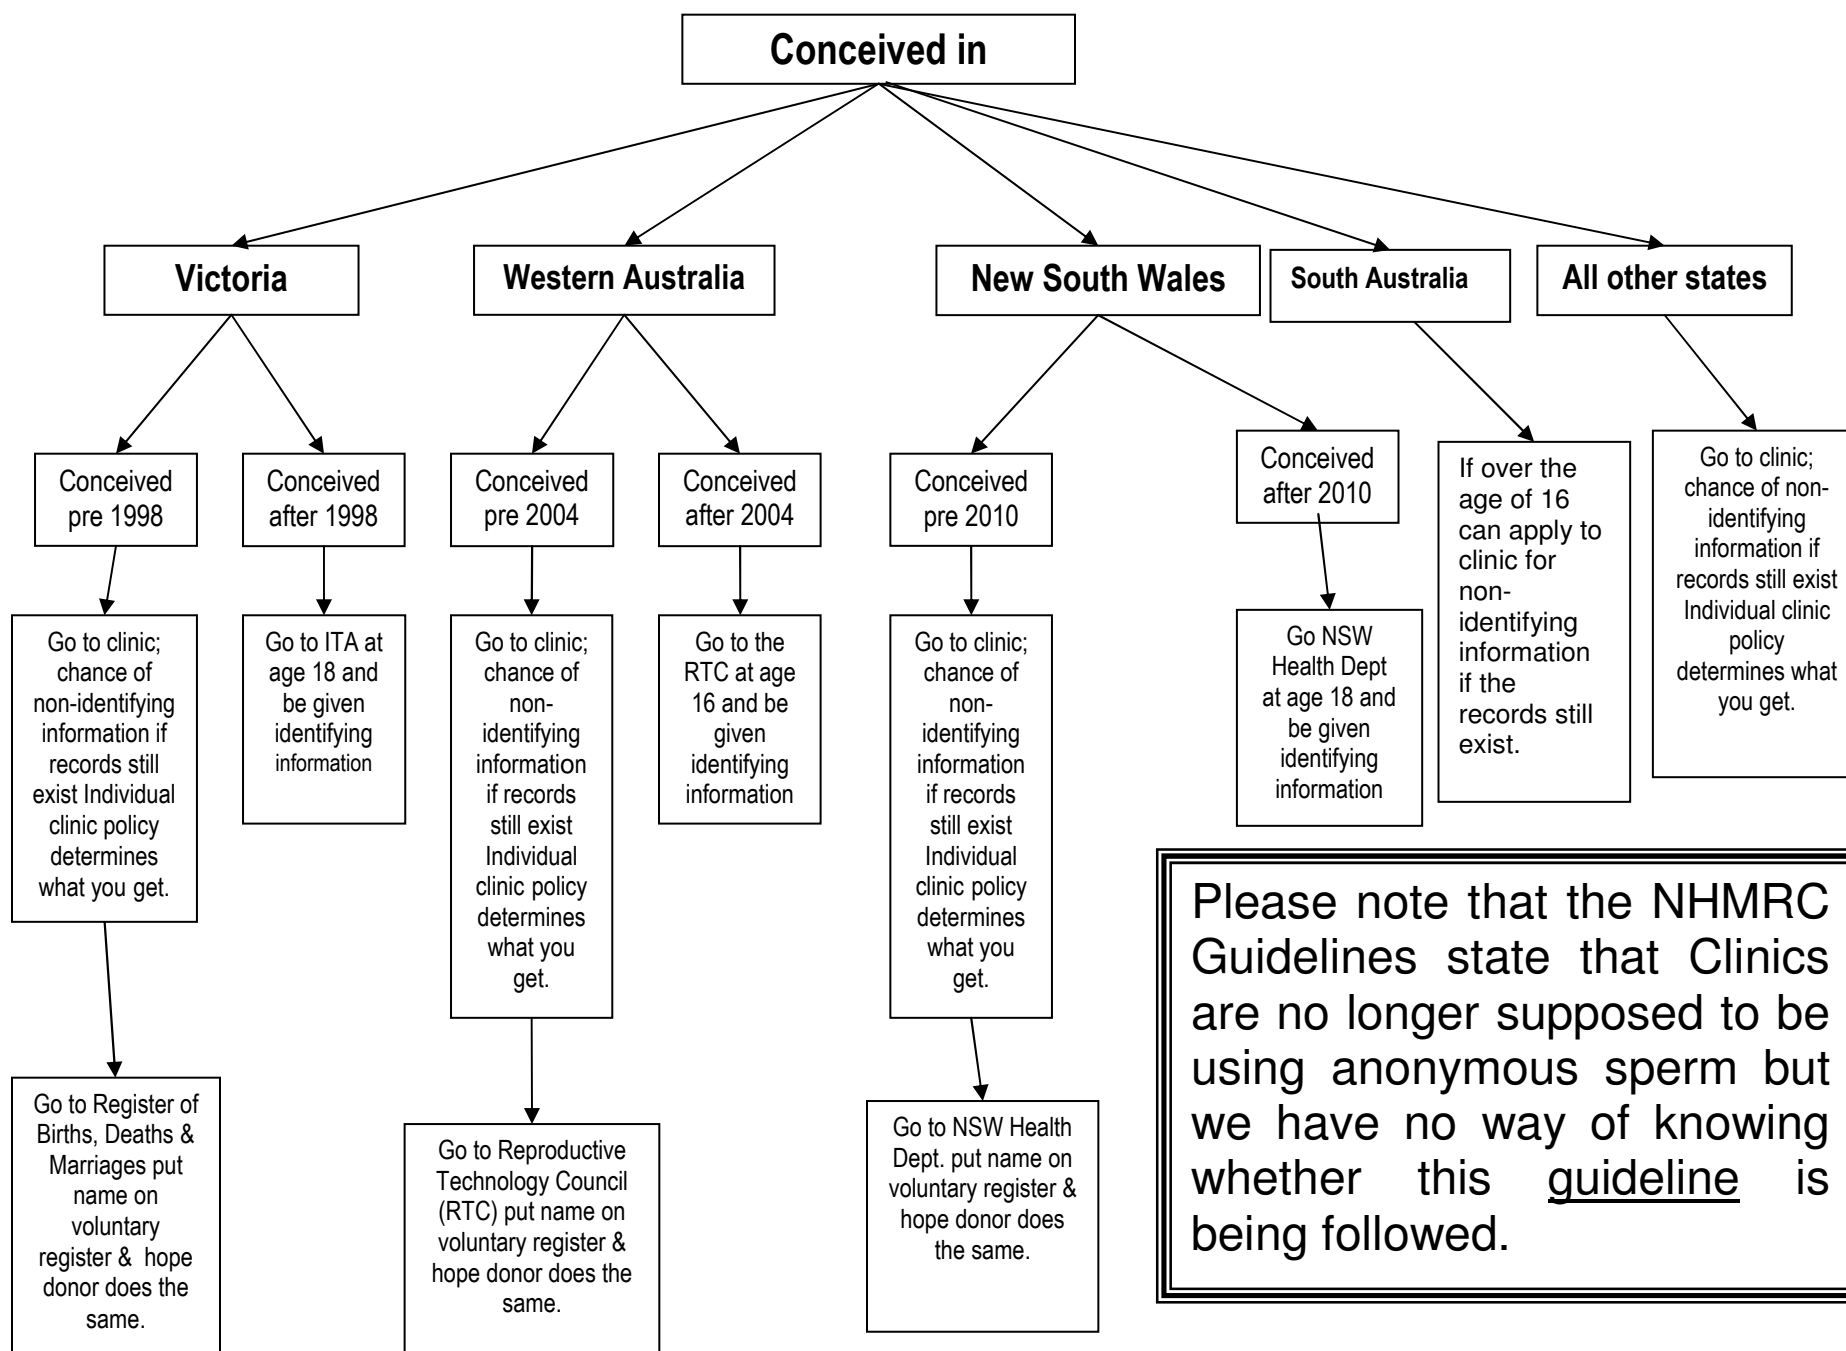 Conceived in
Victoria
Western Australia
New South Wales
South Australia
All other states
Conceived
pre 1998
Conceived
after 1998
Conceived
pre 2004
Conceived
after 2004
Conceived
pre 2010
Conceived
after 2010
If over the
age of 16
can apply to
clinic for
non-
identifying
information
if the
records still
exist.
Go to clinic;
chance of non-
identifying
information if
records still exist
Individual clinic
policy
determines what
you get.
Go to clinic;
chance of
non-identifying
information if
records still
exist Individual
clinic policy
determines
what you get.
Go to ITA at
age 18 and
be given
identifying
information
Go to clinic;
chance of
non-
identifying
information
if records
still exist
Individual
clinic policy
determines
what you
get.
Go to the
RTC at age
16 and be
given
identifying
information
Go to clinic;
chance of
non-
identifying
information
if records
still exist
Individual
clinic policy
determines
what you
get.
Go NSW
Health Dept
at age 18 and
be given
identifying
information
Go to Register of
Births, Deaths &
Marriages put
name on
voluntary
register & hope
donor does the
same.
Go to Reproductive
Technology Council
(RTC) put name on
voluntary register &
hope donor does the
same.
Go to NSW Health
Dept. put name on
voluntary register &
hope donor does
the same.
Please note that the NHMRC
Guidelines state that Clinics
are no longer supposed to be
using anonymous sperm but
we have no way of knowing
whether this guideline is
being followed.